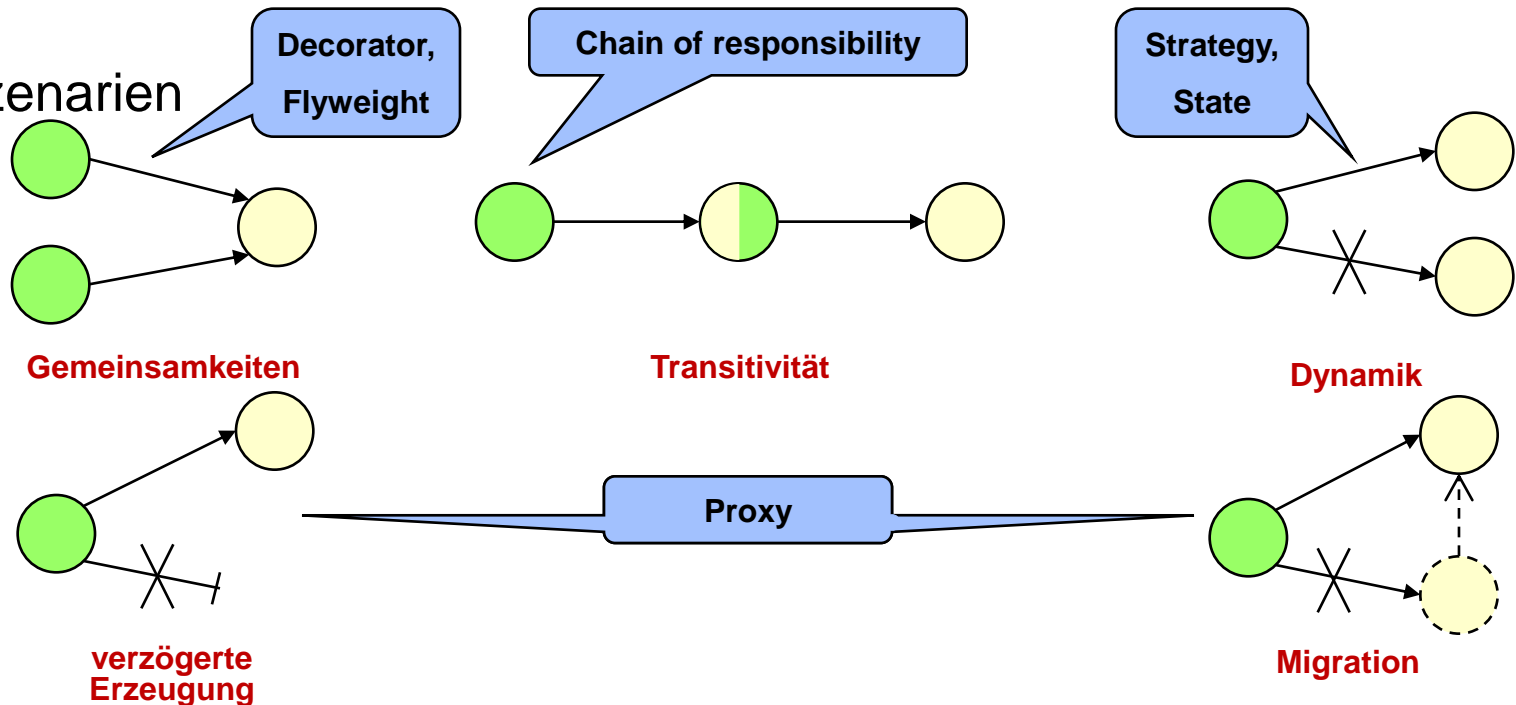 Decorator,
Flyweight
Chain of responsibility
Strategy,
State
zenarien
Gemeinsamkeiten
Transitivität
Dynamik
Proxy
verzögerte
Erzeugung
Migration